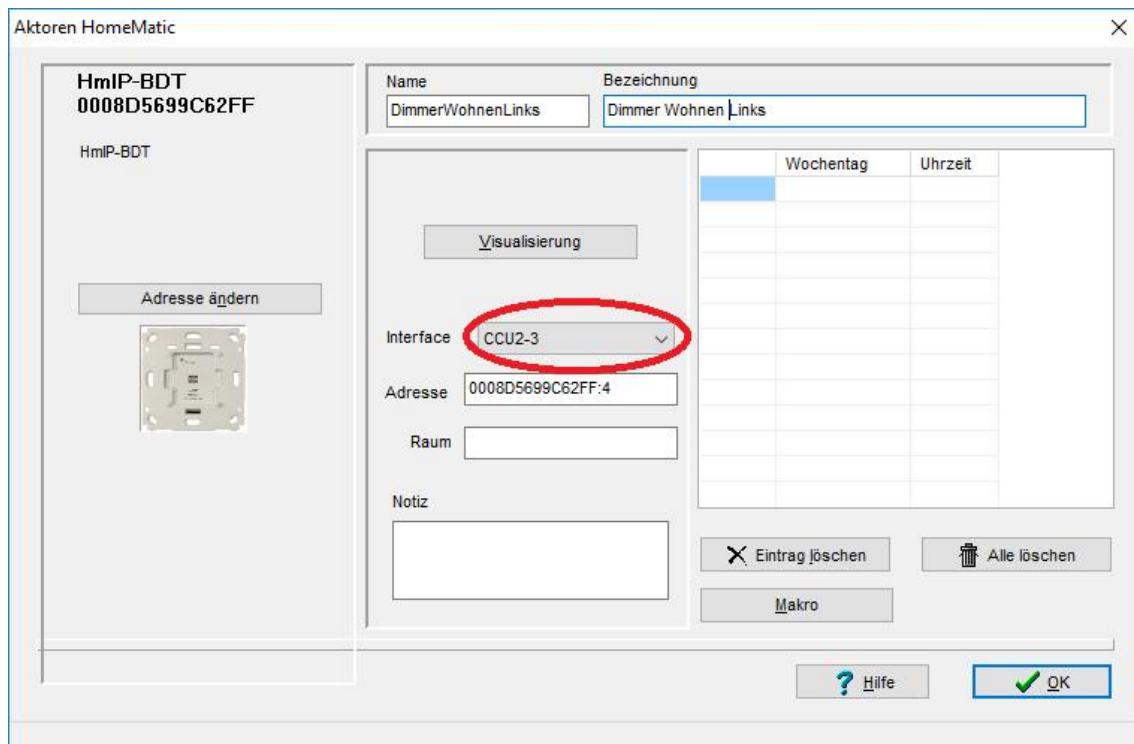 Aktoren HomeMatic
HmIP-BDT
0008D5699C62FF
HmIP-BDT
Adresse ändern
Name
Bezeichnung
DimmerWohnenLinks
Dimmer Wohnen Links
Visualisierung
Interface
CCU2-3
Adresse
0008D5699C62FF:4
Raum
Notiz
Wochentag
Uhrzeit
Eintrag löschen
Alle löschen
Makro
Hilfe
OK